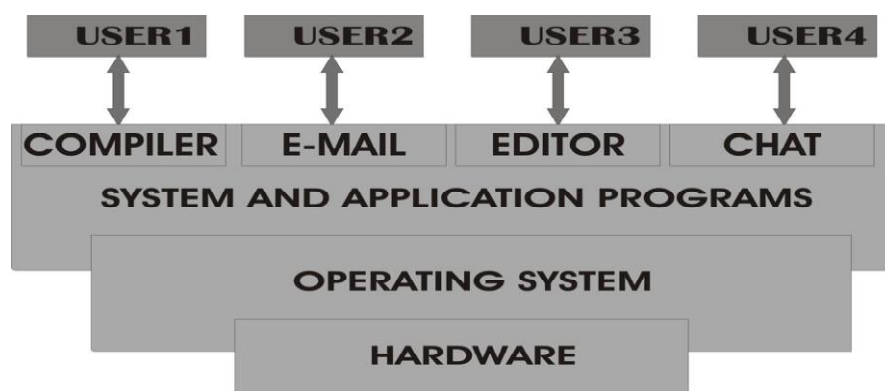 USER1 USER2 USER3 USER4
COMPILER E-MAIL EDITOR CHAT
SYSTEM AND APPLICATION PROGRAMS
OPERATING SYSTEM
HARDWARE